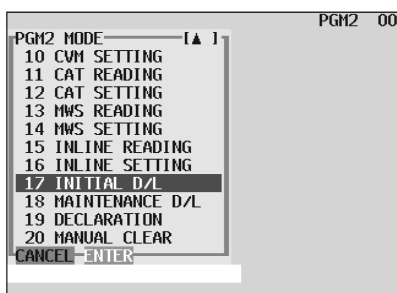 PGM2 00
PGM2 MODE [▲ ]
10 CVM SETTING
11 CAT READING
12 CAT SETTING
13 MWS READING
14 MWS SETTING
15 INLINE READING
16 INLINE SETTING
17 INITIAL D/L
18 MAINTENANCE D/L
19 DECLARATION
20 MANUAL CLEAR
CANCEL ENTER